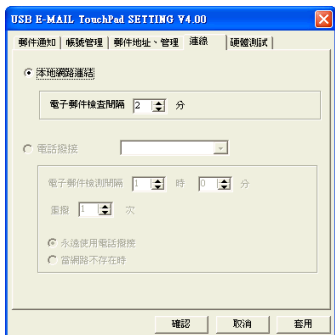 USB E-MAIL TouchPad SETTING V4.00
郵件通知 帳號管理 郵件地址、管理 連線 硬體測試
本地網路連結
電子郵件檢查間隔 2 分
電話撥接
電子郵件檢測間隔 1 時 0 分
重撥 1 次
永遠使用電話撥接
當網路不存在時
確認 取消 套用